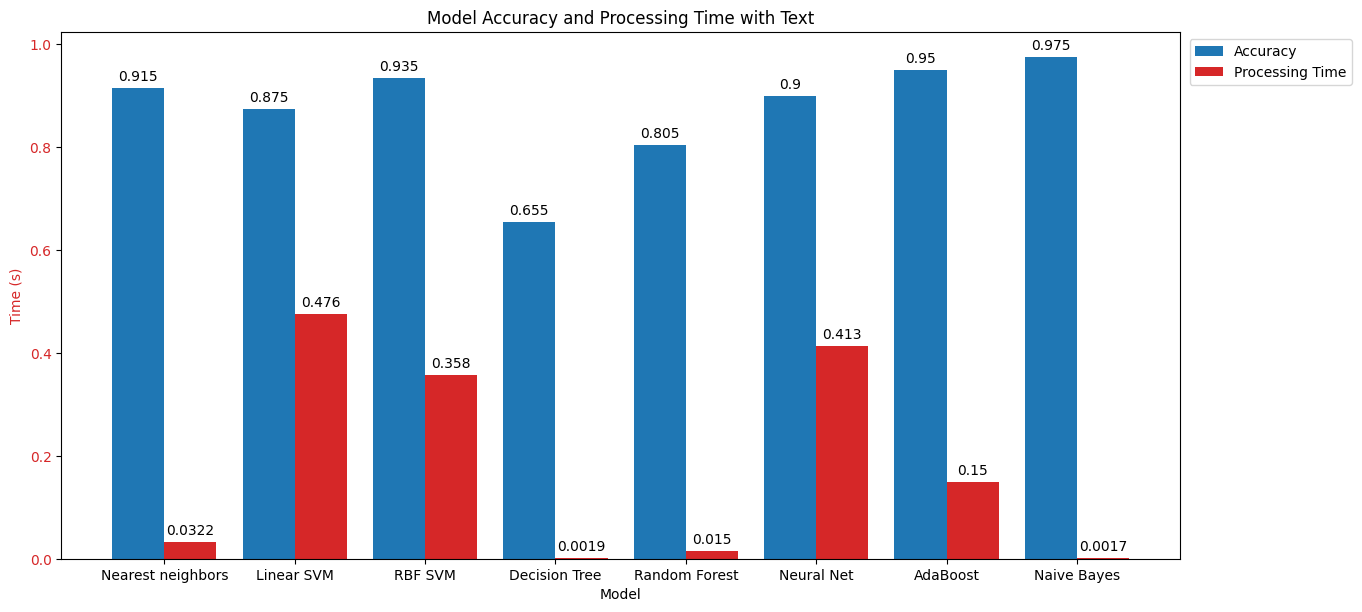 Model Accuracy and Processing Time with Text
Accuracy
Processing Time
Time (s)
1.0
0.8
0.6
0.4
0.2
0.0
0.915
0.0322
0.875
0.476
0.935
0.358
0.655
0.0019
0.805
0.015
0.9
0.413
0.95
0.15
0.975
0.0017
Nearest neighbors
Linear SVM
RBF SVM
Decision Tree
Random Forest
Neural Net
AdaBoost
Naive Bayes
Model